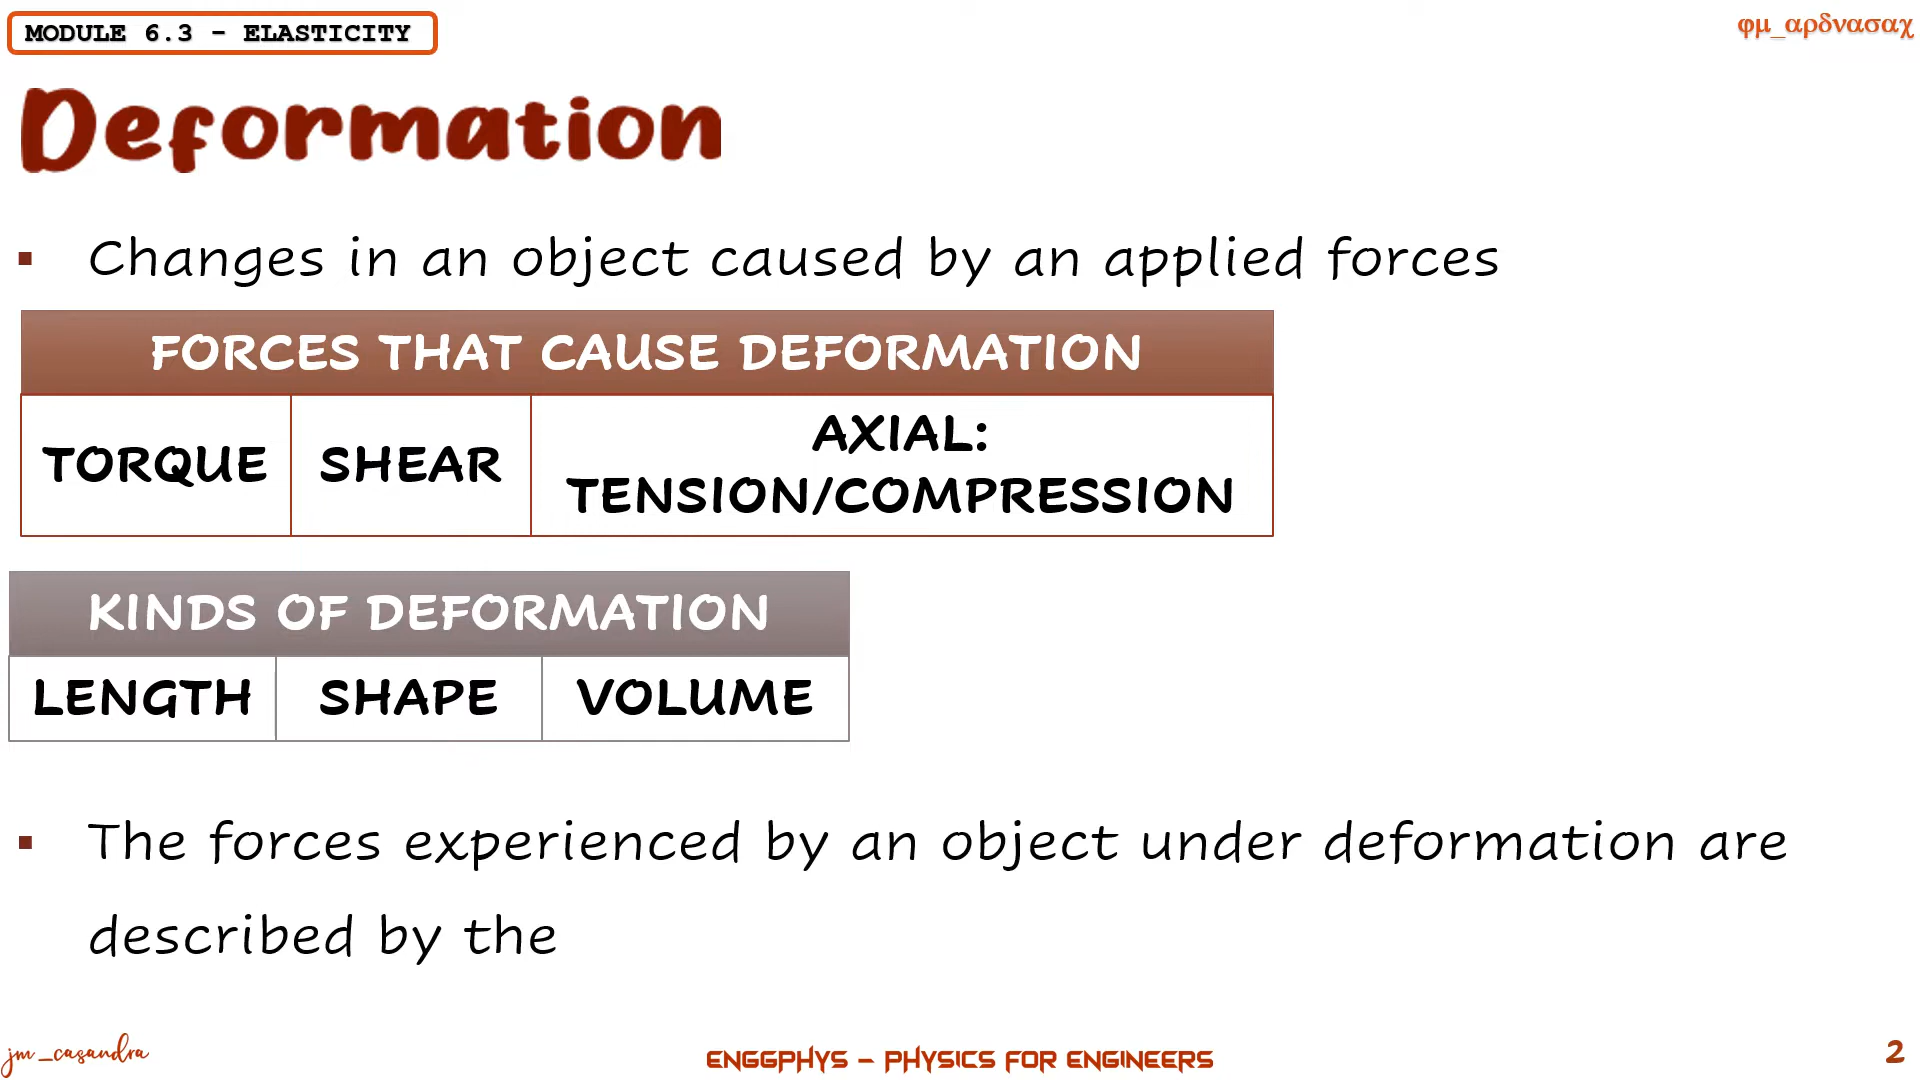 MODULE 6.3 - ELASTICITY
φμ_αρδνασαχ
Deformation
▪ Changes in an object caused by an applied forces
FORCES THAT CAUSE DEFORMATION
TORQUE
SHEAR
AXIAL:
TENSION/COMPRESSION
KINDS OF DEFORMATION
LENGTH
SHAPE
VOLUME
▪ The forces experienced by an object under deformation are
described by the
jm_casandra
ENGGPHYS – PHYSICS FOR ENGINEERS
2